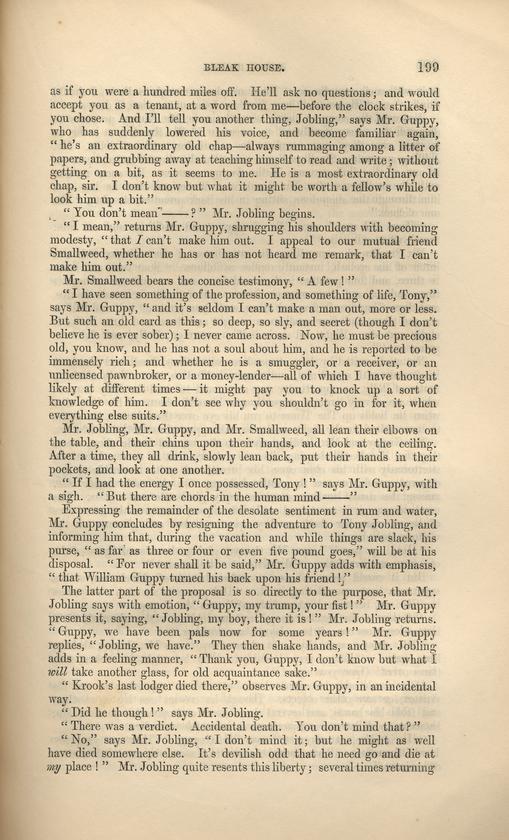 BLEAK HOUSE. 199
as if you were a hundred miles off. He'll ask no questions; and would
accept you as a tenant, at a word from me—before the clock strikes, if
you chose. And I'll tell you another thing, Jobling," says Mr. Guppy,
who has suddenly lowered his voice, and become familiar again,
"he's an extraordinary old chap—always rummaging among a litter of
papers, and grubbing away at teaching himself to read and write; without
getting on a bit, as it seems to me. He is a most extraordinary old
chap, sir. I don't know but what it might be worth a fellow's while to
look him up a bit."
"You don't mean——?" Mr. Jobling begins.
"I mean," returns Mr. Guppy, shrugging his shoulders with becoming
modesty, "that I can't make him out. I appeal to our mutual friend
Smallweed, whether he has or has not heard me remark, that I can't
make him out."
Mr. Smallweed bears the concise testimony, "A few!"
"I have seen something of the profession, and something of life, Tony,"
says Mr. Guppy, "and it's seldom I can't make a man out, more or less.
But such an old card as this; so deep, so sly, and secret (though I don't
believe he is ever sober); I never came across. Now, he must be precious
old, you know, and he has not a soul about him, and he is reported to be
immensely rich; and whether he is a smuggler, or a receiver, or an
unlicensed pawnbroker, or a money-lender—all of which I have thought
likely at different times—it might pay you to knock up a sort of
knowledge of him. I don't see why you shouldn't go in for it, when
everything else suits."
Mr. Jobling, Mr. Guppy, and Mr. Smallweed, all lean their elbows on
the table, and their chins upon their hands, and look at the ceiling.
After a time, they all drink, slowly lean back, put their hands in their
pockets, and look at one another.
"If I had the energy I once possessed, Tony!" says Mr. Guppy, with
a sigh. "But there are chords in the human mind——"
Expressing the remainder of the desolate sentiment in rum and water,
Mr. Guppy concludes by resigning the adventure to Tony Jobling, and
informing him that, during the vacation and while things are slack, his
purse, "as far as three or four or even five pound goes," will be at his
disposal. "For never shall it be said," Mr. Guppy adds with emphasis,
"that William Guppy turned his back upon his friend!"
The latter part of the proposal is so directly to the purpose, that Mr.
Jobling says with emotion, "Guppy, my trump, your fist!" Mr. Guppy
presents it, saying, "Jobling, my boy, there it is!" Mr. Jobling returns.
"Guppy, we have been pals now for some years!" Mr. Guppy
replies, "Jobling, we have." They then shake hands, and Mr. Jobling
adds in a feeling manner, "Thank you, Guppy, I don't know but what I
will take another glass, for old acquaintance sake."
"Krook's last lodger died there," observes Mr. Guppy, in an incidental
way.
"Did he though!" says Mr. Jobling.
"There was a verdict. Accidental death. You don't mind that?"
"No," says Mr. Jobling, "I don't mind it; but he might as well
have died somewhere else. It's devilish odd that he need go and die at
my place!" Mr. Jobling quite resents this liberty; several times returning